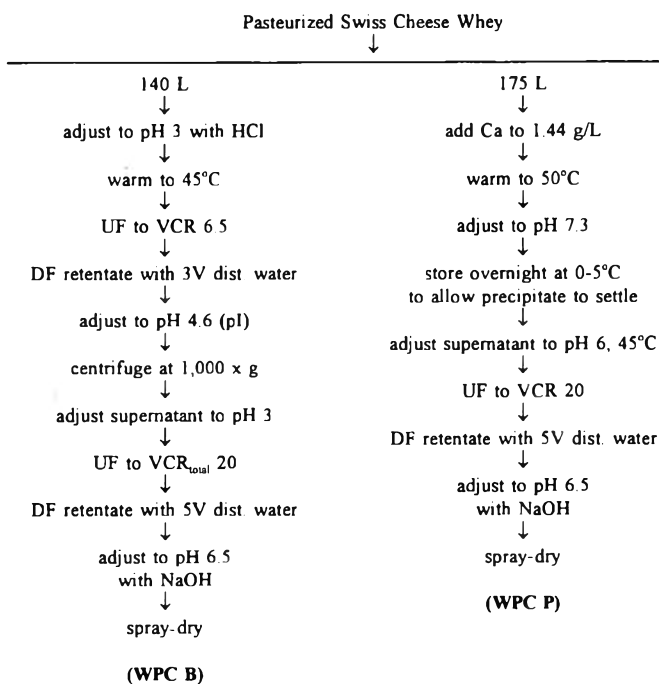 Pasteurized Swiss Cheese Whey
↓
140 L
↓
adjust to pH 3 with HCl
↓
warm to 45°C
↓
UF to VCR 6.5
↓
DF retentate with 3V dist. water
↓
adjust to pH 4.6 (pI)
↓
centrifuge at 1,000 x g
↓
adjust supernatant to pH 3
↓
UF to VCRtotal 20
↓
DF retentate with 5V dist. water
↓
adjust to pH 6.5
with NaOH
↓
spray-dry
(WPC B)
175 L
↓
add Ca to 1.44 g/L
↓
warm to 50°C
↓
adjust to pH 7.3
↓
store overnight at 0-5°C
to allow precipitate to settle
↓
adjust supernatant to pH 6, 45°C
↓
UF to VCR 20
↓
DF retentate with 5V dist. water
↓
adjust to pH 6.5
with NaOH
↓
spray-dry
(WPC P)